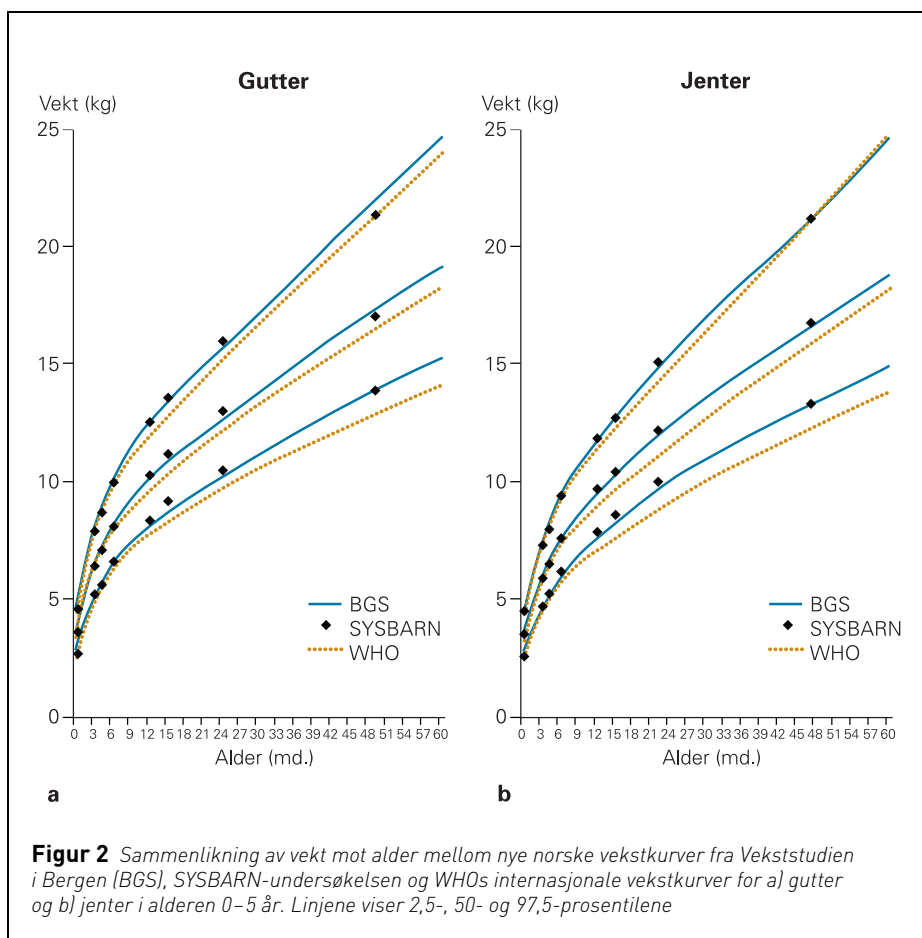 Gutter
Vekt (kg)
25
20
15
10
5
0
BGS
SYSBARN
WHO
0 3 6 9 12 15 18 21 24 27 30 33 36 39 42 45 48 51 54 57 60
Alder (md.)
a
Jenter
Vekt (kg)
25
20
15
10
5
0
BGS
SYSBARN
WHO
0 3 6 9 12 15 18 21 24 27 30 33 36 39 42 45 48 51 54 57 60
Alder (md.)
b
Figur 2 Sammenlikning av vekt mot alder mellom nye norske vekstkurver fra Vekststudien
i Bergen (BGS), SYSBARN-undersøkelsen og WHOs internasjonale vekstkurver for a) gutter
og b) jenter i alderen 0–5 år. Linjene viser 2,5-, 50- og 97,5-prosentilene